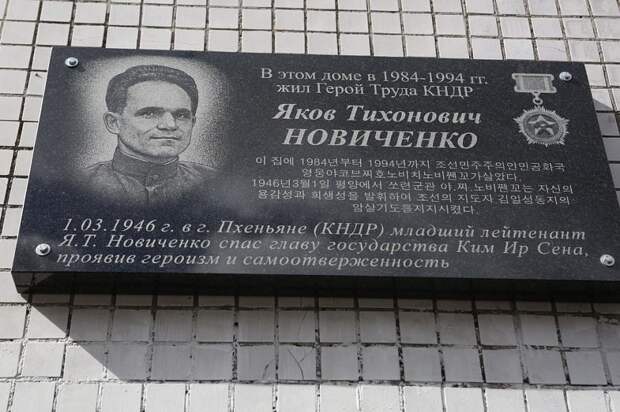 В этом доме в 1984-1994 гг.
жил Герой Труда КНДР
Яков Тихонович
НОВИЧЕНКО
이 집에 1984년부터 1994년까지 조선민주주의인민공화국
영웅야코브찌호노비치노비첸꼬가살았다.
1946년3월1일 평양에서 쏘련군관 야.찌.노비첸꼬는 자신의
용감성과 희생성을 발휘하여 조선의 지도자 김일성동지의
암살기도를저지시켰다.
1.03.1946 в г. Пхеньяне (КНДР) младший лейтенант
Я.Т. Новиченко спас главу государства Ким Ир Сена,
проявив героизм и самоотверженность